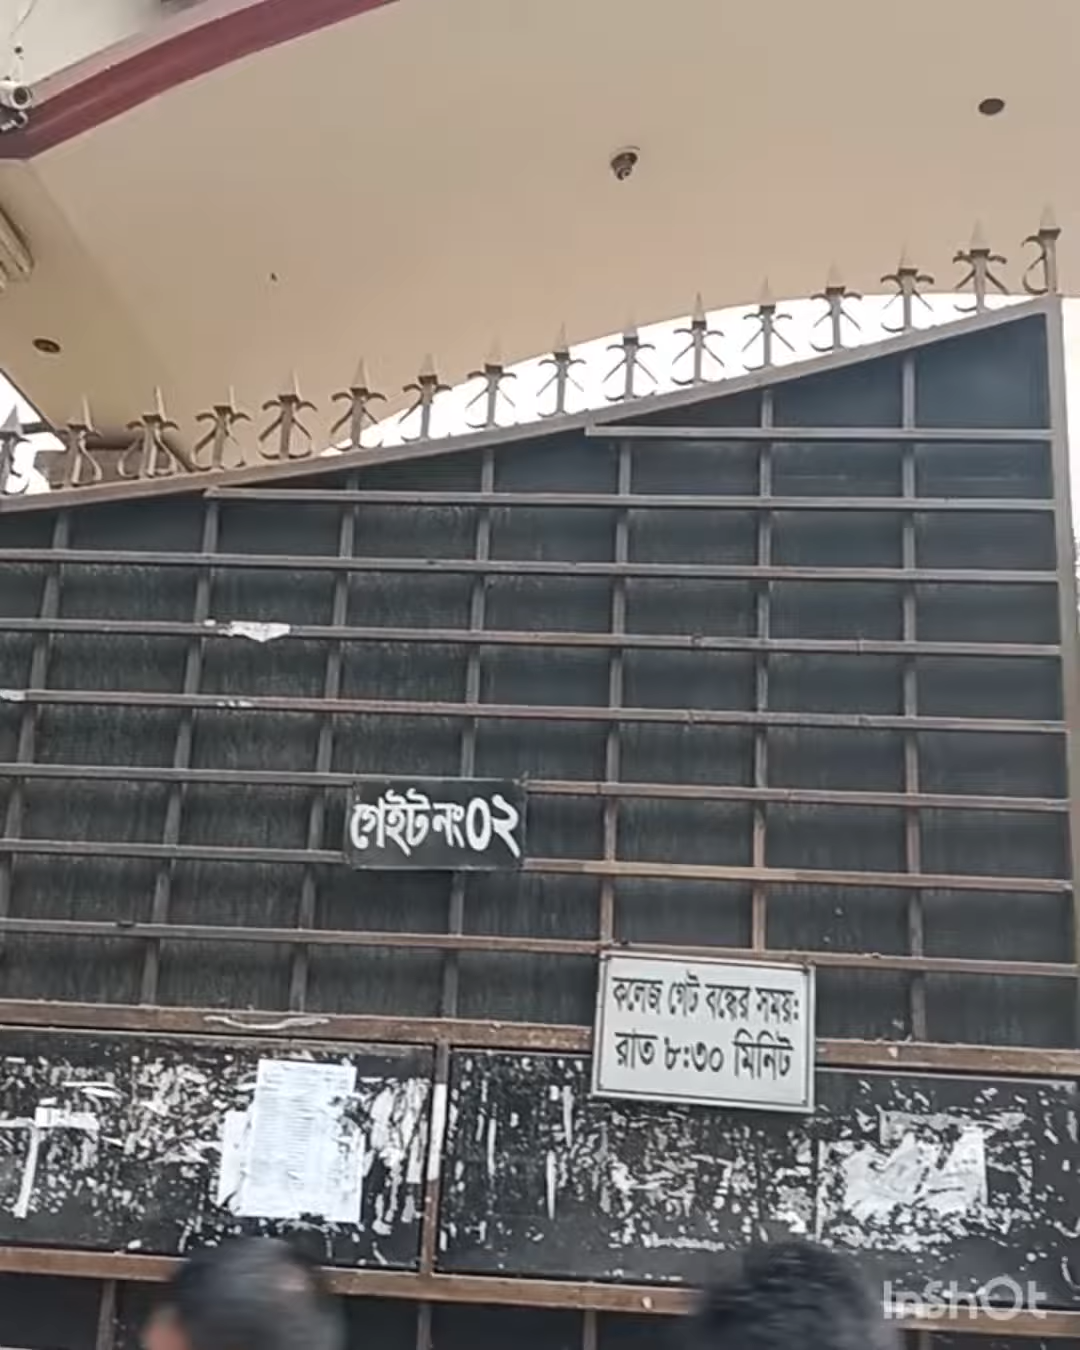 গেইট নং ০২
কলেজ গেট বন্ধের সময়ঃ
রাত ৮:৩০ মিনিট
InShOt